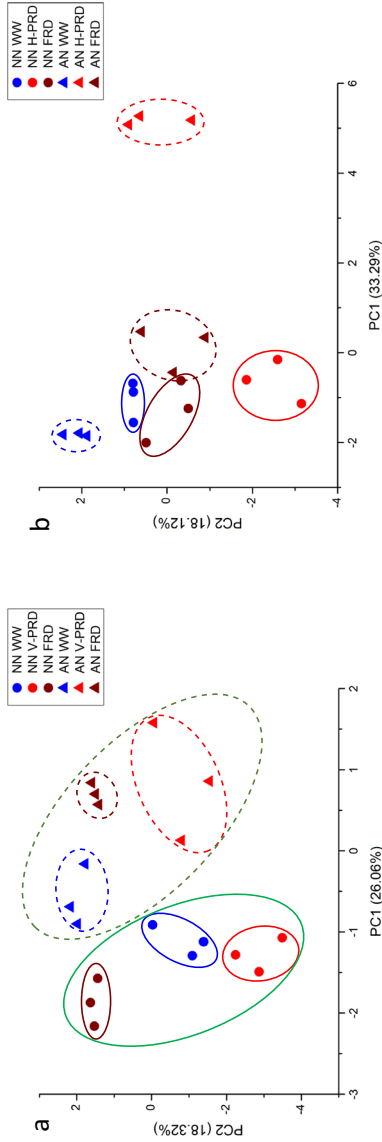 a
NN WW
NN V-PRD
NN FRD
AN WW
AN V-PRD
AN FRD
2
0
-2
-4
PC2 (18.32%)
-3
-2
-1
0
1
2
PC1 (26.06%)
b
NN WW
NN H-PRD
NN FRD
AN WW
AN H-PRD
AN FRD
2
0
-2
-4
PC2 (18.12%)
-2
0
2
4
6
PC1 (33.29%)